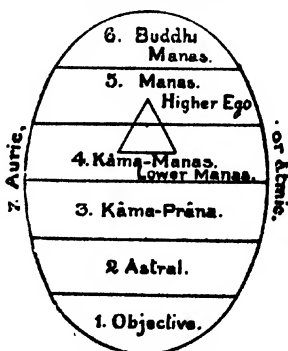 6. Buddhi
Manas.
5. Manas.
Higher Ego
4. Kâma-Manas.
Lower Manas.
3. Kâma-Prâna.
2 Astral.
1. Objective.
7. Auric,
or Âtmic.